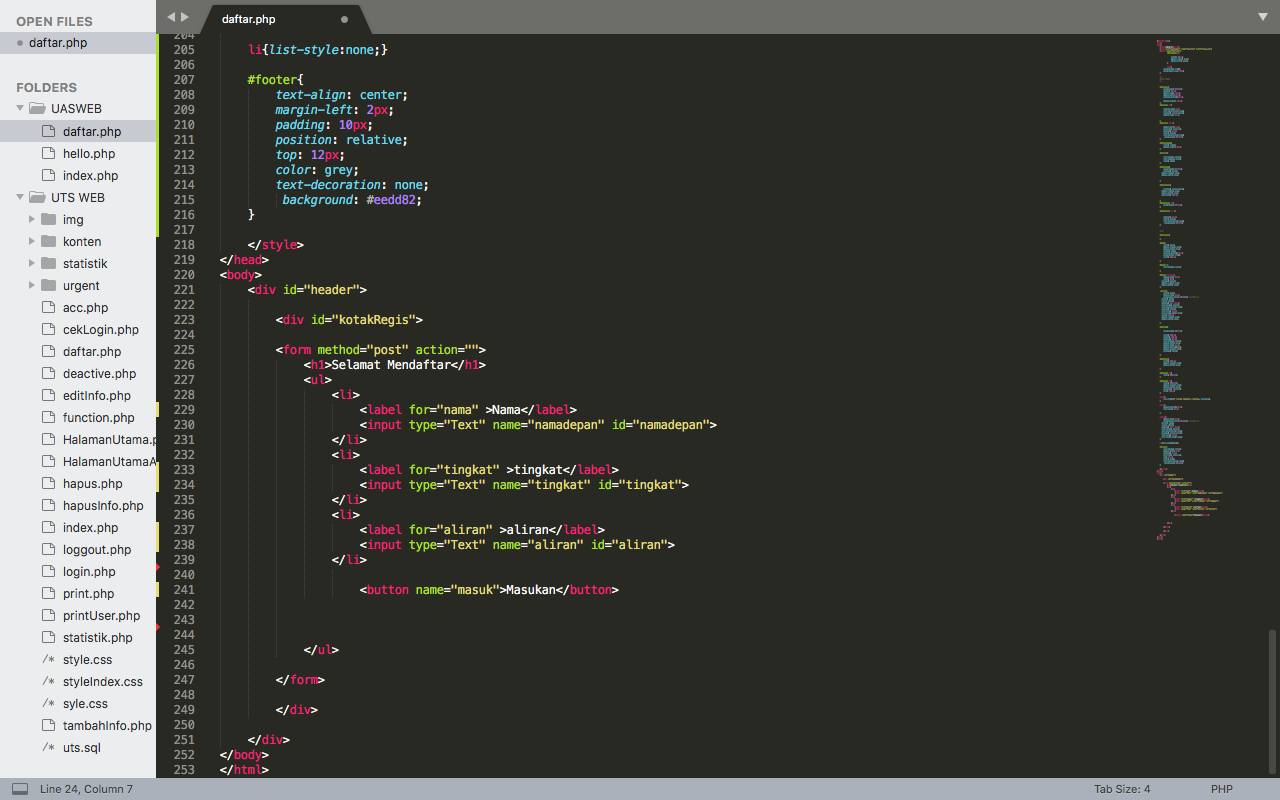 OPEN FILES
daftar.php
FOLDERS
UASWEB
daftar.php
hello.php
index.php
UTS WEB
img
konten
statistik
urgent
acc.php
cekLogin.php
daftar.php
deactive.php
editInfo.php
function.php
HalamanUtama.p
HalamanUtamaA
hapus.php
hapusInfo.php
index.php
loggout.php
login.php
print.php
printUser.php
statistik.php
/* style.css
/* styleIndex.css
/* syle.css
tambahInfo.php
/* uts.sql
daftar.php
204
205 li{list-style:none;}
206
207 #footer{
208 text-align: center;
209 margin-left: 2px;
210 padding: 10px;
211 position: relative;
212 top: 12px;
213 color: grey;
214 text-decoration: none;
215 background: #eedd82;
216 }
217
218 </style>
219 </head>
220 <body>
221 <div id="header">
222
223 <div id="kotakRegis">
224
225 <form method="post" action="">
226 <h1>Selamat Mendaftar</h1>
227 <ul>
228 <li>
229 <label for="nama" >Nama</label>
230 <input type="Text" name="namadepan" id="namadepan">
231 </li>
232 <li>
233 <label for="tingkat" >tingkat</label>
234 <input type="Text" name="tingkat" id="tingkat">
235 </li>
236 <li>
237 <label for="aliran" >aliran</label>
238 <input type="Text" name="aliran" id="aliran">
239 </li>
240
241 <button name="masuk">Masukan</button>
242
243
244
245 </ul>
246
247 </form>
248
249 </div>
250
251 </div>
252 </body>
253 </html>
Line 24, Column 7
Tab Size: 4
PHP